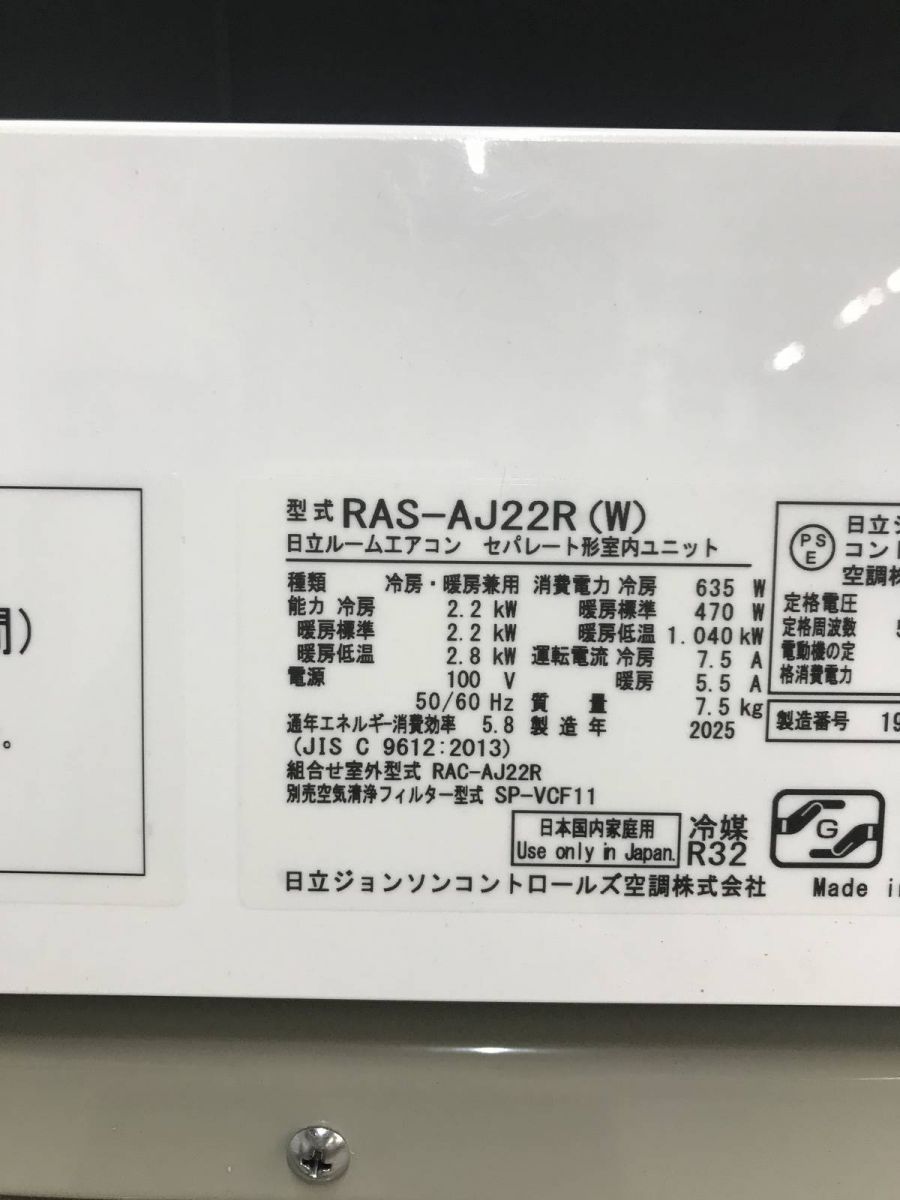 型式 RAS-AJ22R(W)
日立ルームエアコン セパレート形室内ユニット
種類 冷房・暖房兼用
能力 冷房 2.2 kW
暖房標準 2.2 kW
暖房低温 2.8 kW
電源 100 V
50/60 Hz
通年エネルギー消費効率 5.8
(JIS C 9612:2013)
組合せ室外型式 RAC-AJ22R
別売空気清浄フィルター型式 SP-VCF11
消費電力 冷房 635 W
暖房標準 470 W
暖房低温 1.040 kW
運転電流 冷房 7.5 A
暖房 5.5 A
質量 7.5 kg
製造年 2025
日本国内家庭用
Use only in Japan.
冷媒
R32
日立ジョンソンコントロールズ空調株式会社
PS
E
日立ジ
コント
空調株
定格電圧
定格周波数 5
電動機の定
格消費電力
製造番号 19
G
Made in
間)
。